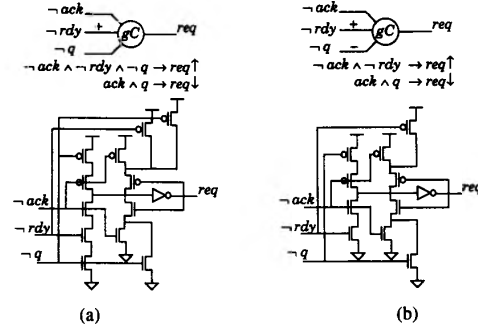 ¬ ack
¬ rdy + gC req
¬ q
¬ ack ∧ ¬ rdy ∧ ¬ q → req↑
ack ∧ q → req↓
req
¬ ack
¬ rdy
¬ q
(a)
¬ ack
¬ rdy + gC req
¬ q −
¬ ack ∧ ¬ rdy → req↑
ack ∧ q → req↓
req
¬ ack
¬ rdy
¬ q
(b)